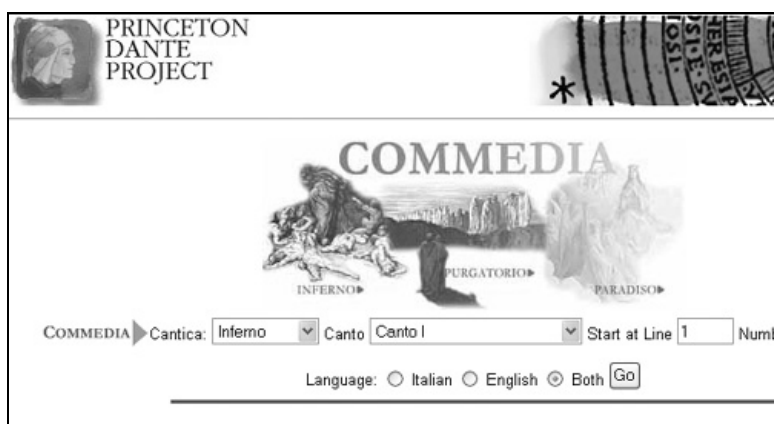 PRINCETON
DANTE
PROJECT
COMMEDIA
PURGATORIO
INFERNO
PARADISO
COMMEDIA Cantica: Inferno Canto Canto I Start at Line 1
Language: Italian English Both Go